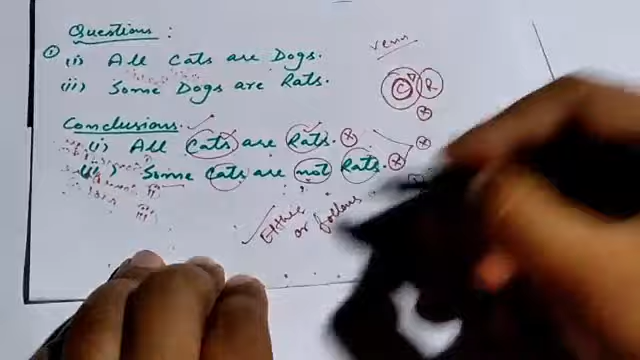 Questions:
① (i) All Cats are Dogs.
(ii) Some Dogs are Rats.
Conclusions.
(i) All Cats are Rats.
(ii) Some Cats are not Rats.
Either
or follows
Venn
C D R